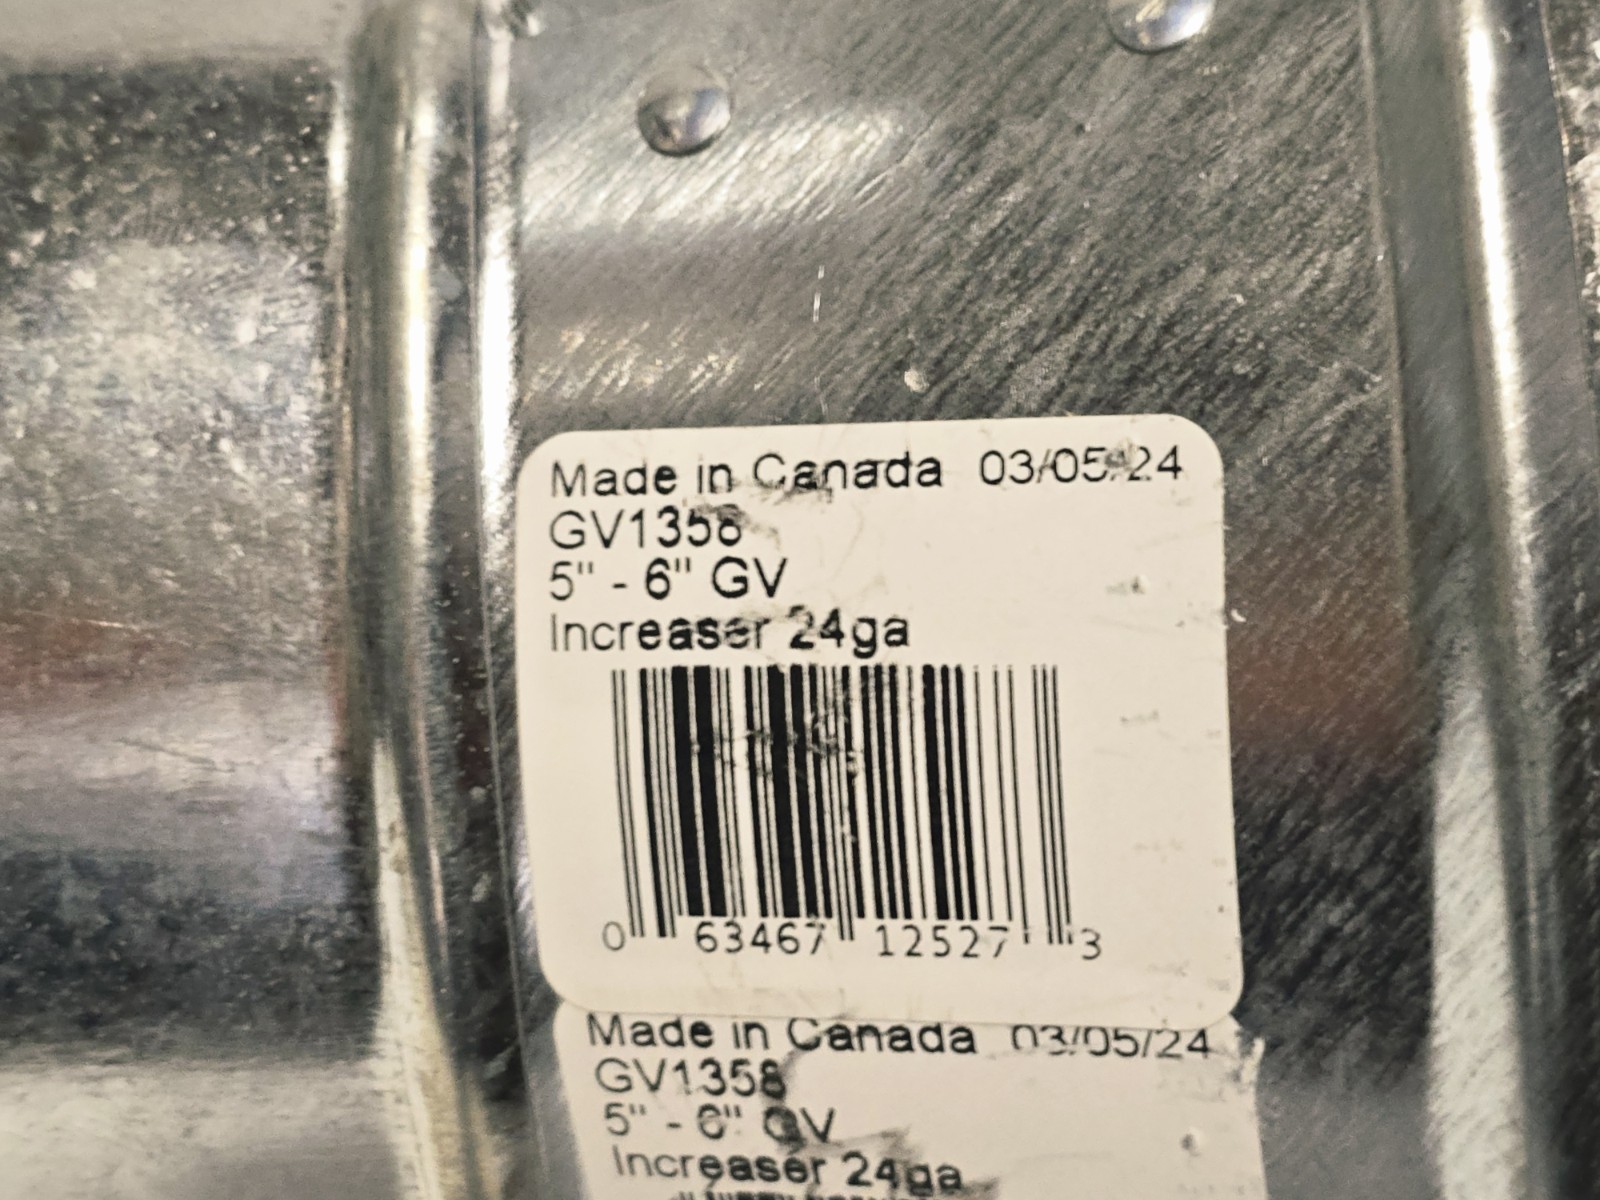 Made in Canada 03/05/24
GV1358
5" - 6" GV
Increaser 24ga
0 63467 12527 3
Made in Canada 03/05/24
GV1358
5" - 6" GV
Increaser 24ga